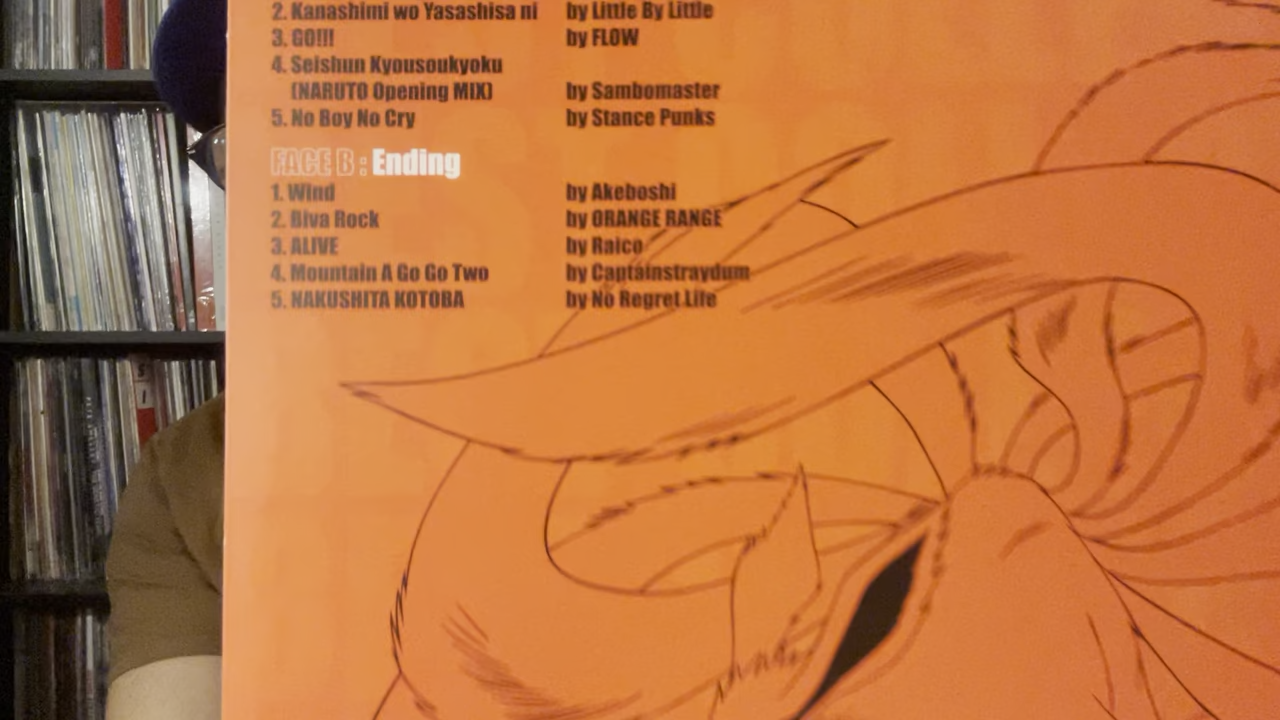 2. Kanashimi wo Yasashisa ni by Little By Little
3. GO!!! by FLOW
4. Seishun Kyousoukyoku
(NARUTO Opening MIX) by Sambomaster
5. No Boy No Cry by Stance Punks
FACE B : Ending
1. Wind by Akeboshi
2. Biva Rock by ORANGE RANGE
3. ALIVE by Raico
4. Mountain A Go Go Two by Captainstraydum
5. NAKUSHITA KOTOBA by No Regret Life